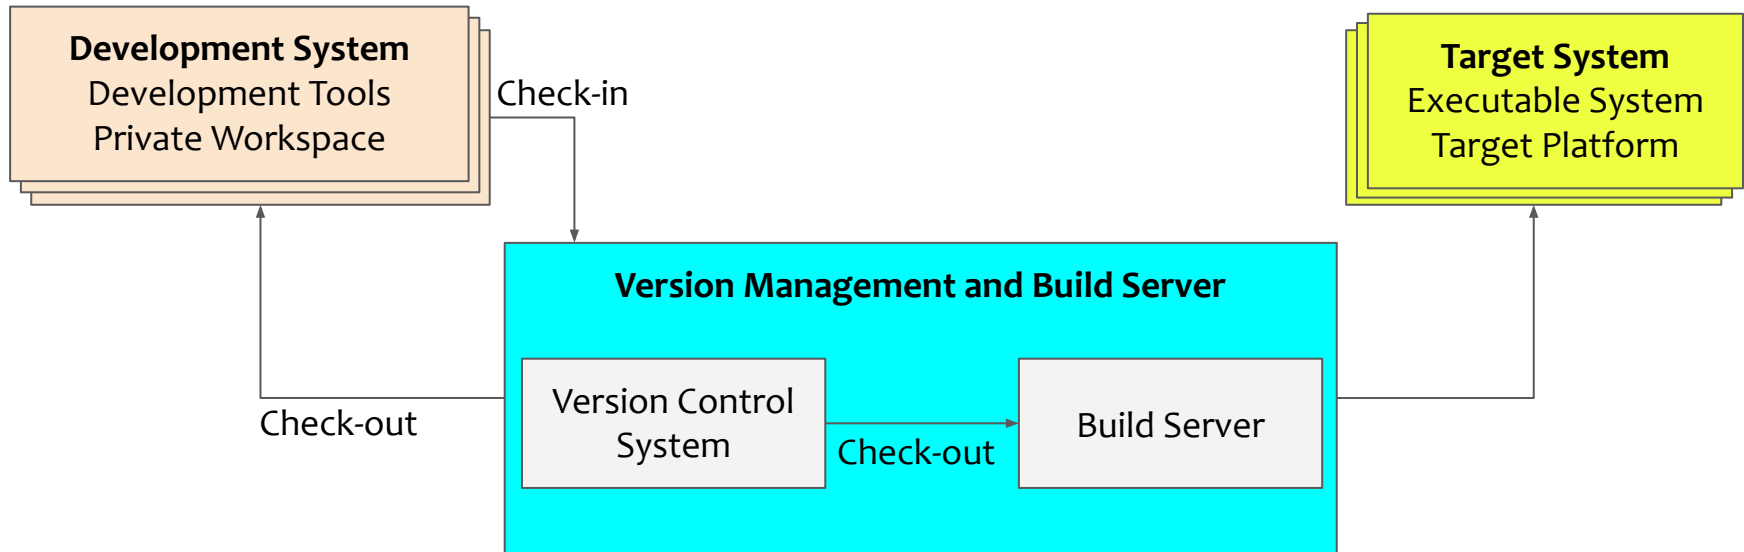 Development System
Development Tools
Private Workspace
Check-in
Target System
Executable System
Target Platform
Version Management and Build Server
Check-out
Version Control
System
Check-out
Build Server